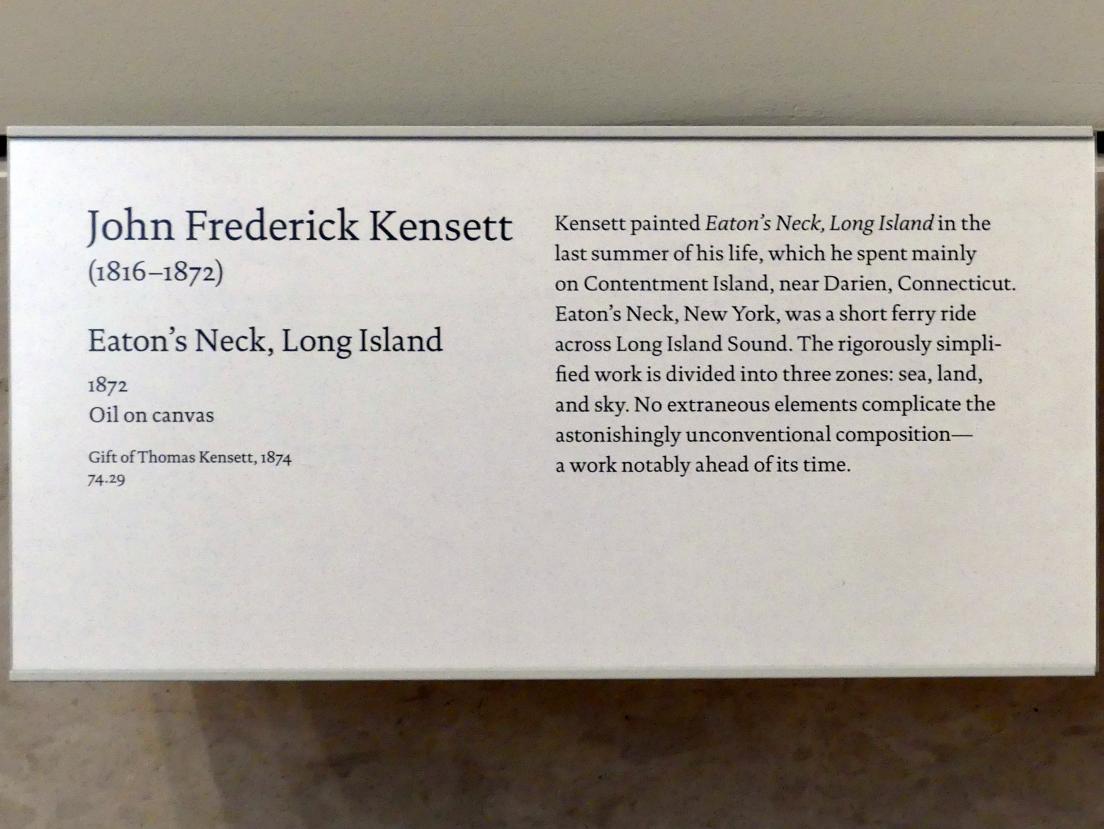 John Frederick Kensett
(1816–1872)
Eaton’s Neck, Long Island
1872
Oil on canvas
Gift of Thomas Kensett, 1874
74.29
Kensett painted Eaton’s Neck, Long Island in the
last summer of his life, which he spent mainly
on Contentment Island, near Darien, Connecticut.
Eaton’s Neck, New York, was a short ferry ride
across Long Island Sound. The rigorously simpli-
fied work is divided into three zones: sea, land,
and sky. No extraneous elements complicate the
astonishingly unconventional composition—
a work notably ahead of its time.